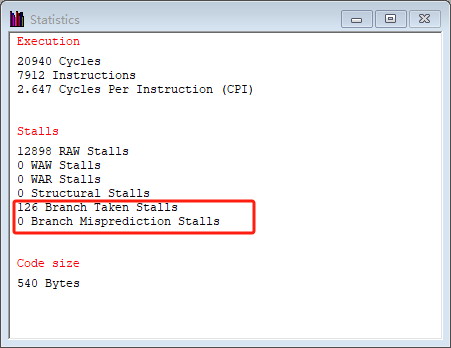 Statistics
Execution
20940 Cycles
7912 Instructions
2.647 Cycles Per Instruction (CPI)
Stalls
12898 RAW Stalls
0 WAW Stalls
0 WAR Stalls
0 Structural Stalls
126 Branch Taken Stalls
0 Branch Misprediction Stalls
Code size
540 Bytes